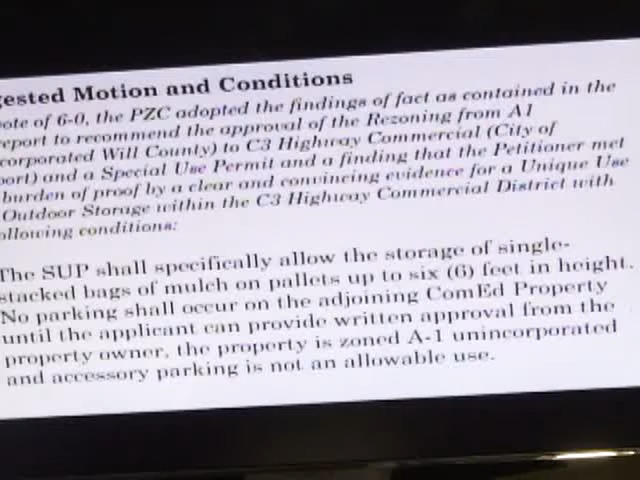 gested Motion and Conditions
vote of 6-0, the PZC adopted the findings of fact as contained in the
report to recommend the approval of the Rezoning from A1
corporated Will County) to C3 Highway Commercial (City of
port) and a Special Use Permit and a finding that the Petitioner met
burden of proof by a clear and convincing evidence for a Unique Use
Outdoor Storage within the C3 Highway Commercial District with
ollowing conditions:
The SUP shall specifically allow the storage of single-
stacked bags of mulch on pallets up to six (6) feet in height.
No parking shall occur on the adjoining ComEd Property
until the applicant can provide written approval from the
property owner, the property is zoned A-1 unincorporated
and accessory parking is not an allowable use.